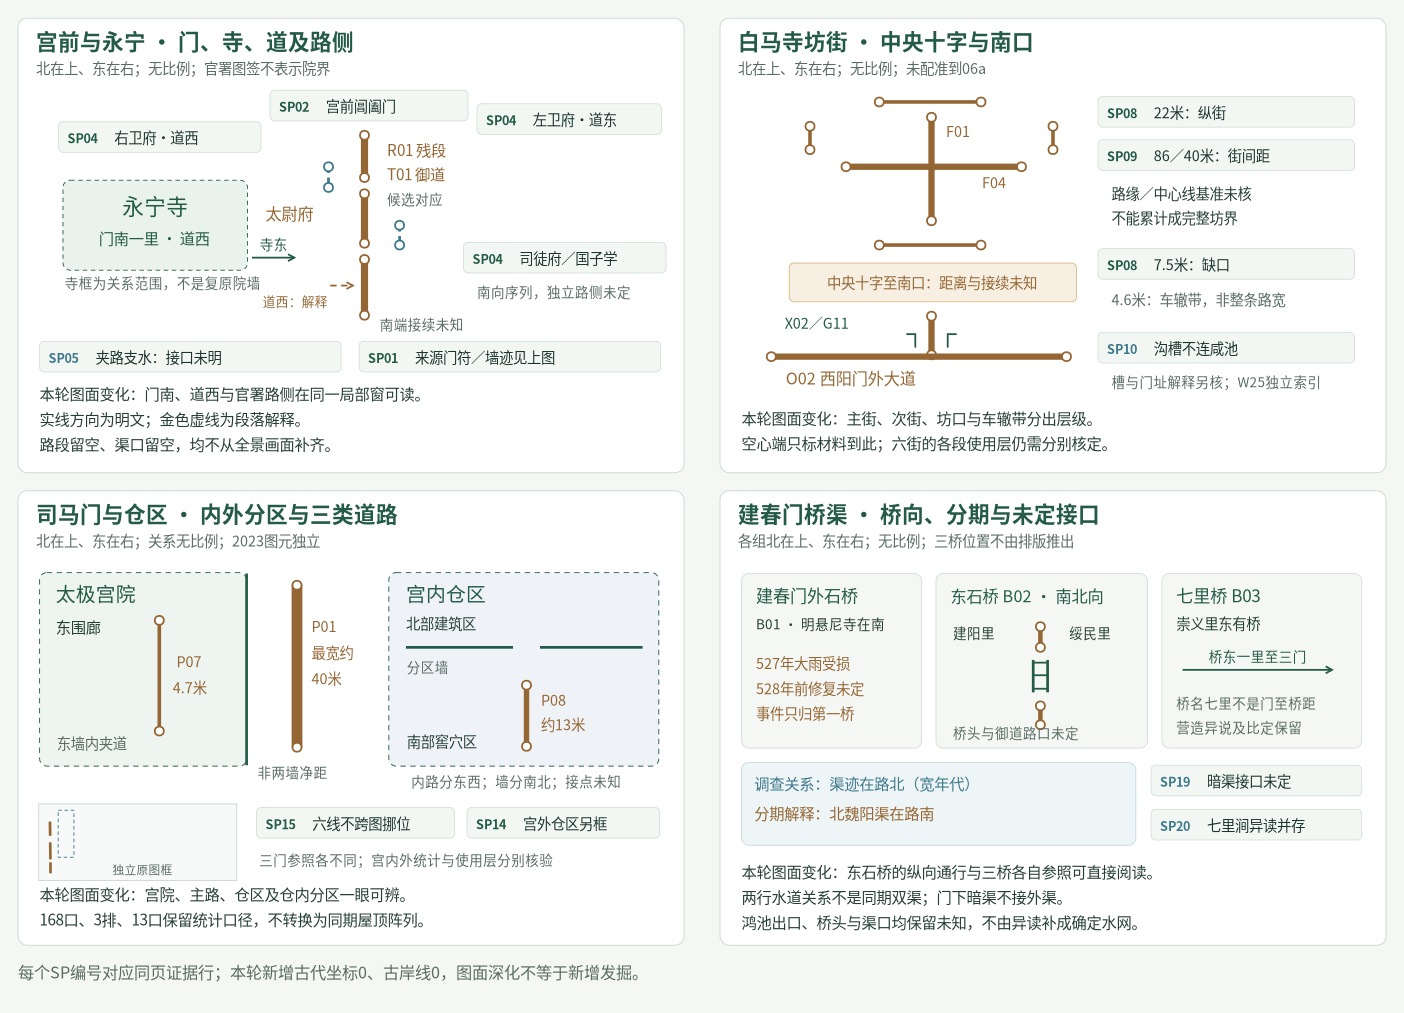 宫前与永宁 · 门、寺、道及路侧
北在上、东在右；无比例；官署图签不表示院界
SP02 宫前阊阖门
SP04 左卫府·道东
SP04 右卫府·道西
R01 残段
T01 御道
候选对应
永宁寺
门南一里 · 道西
太尉府
寺东
SP04 司徒府／国子学
寺框为关系范围，不是复原院墙
南向序列，独立路侧未定
道西：解释
南端接续未知
SP05 夹路支水：接口未明
SP01 来源门符／墙迹见上图
本轮图面变化：门南、道西与官署路侧在同一局部窗可读。
实线方向为明文；金色虚线为段落解释。
路段留空、渠口留空，均不从全景画面补齐。
白马寺坊街 · 中央十字与南口
北在上、东在右；无比例；未配准到06a
F01
F04
SP08 22米：纵街
SP09 86／40米：街间距
路缘／中心线基准未核
不能累计成完整坊界
SP08 7.5米：缺口
中央十字至南口：距离与接续未知
4.6米：车辙带，非整条路宽
X02／G11
SP10 沟槽不连咸池
O02 西阳门外大道
槽与门址解释另核；W25独立索引
本轮图面变化：主街、次街、坊口与车辙带分出层级。
空心端只标材料到此；六街的各段使用层仍需分别核定。
司马门与仓区 · 内外分区与三类道路
北在上、东在右；关系无比例；2023图元独立
太极宫院
东围廊
P07
4.7米
东墙内夹道
P01
最宽约
40米
非两墙净距
宫内仓区
北部建筑区
分区墙
P08
约13米
南部窖穴区
内路分东西；墙分南北；接点未知
独立原图框
SP15 六线不跨图挪位
SP14 宫外仓区另框
三门参照各不同；宫内外统计与使用层分别核验
本轮图面变化：宫院、主路、仓区及仓内分区一眼可辨。
168口、3排、13口保留统计口径，不转换为同期屋顶阵列。
建春门桥渠 · 桥向、分期与未定接口
各组北在上、东在右；无比例；三桥位置不由排版推出
建春门外石桥
B01 · 明悬尼寺在南
527年大雨受损
528年前修复未定
事件只归第一桥
东石桥 B02 · 南北向
建阳里
绥民里
桥头与御道路口未定
七里桥 B03
崇义里东有桥
桥东一里至三门
桥名七里不是门至桥距
营造异说及比定保留
调查关系：渠迹在路北（宽年代）
分期解释：北魏阳渠在路南
SP19 暗渠接口未定
SP20 七里涧异读并存
本轮图面变化：东石桥的纵向通行与三桥各自参照可直接阅读。
两行水道关系不是同期双渠；门下暗渠不接外渠。
鸿池出口、桥头与渠口均保留未知，不由异读补成确定水网。
每个SP编号对应同页证据行；本轮新增古代坐标0、古岸线0，图面深化不等于新增发掘。